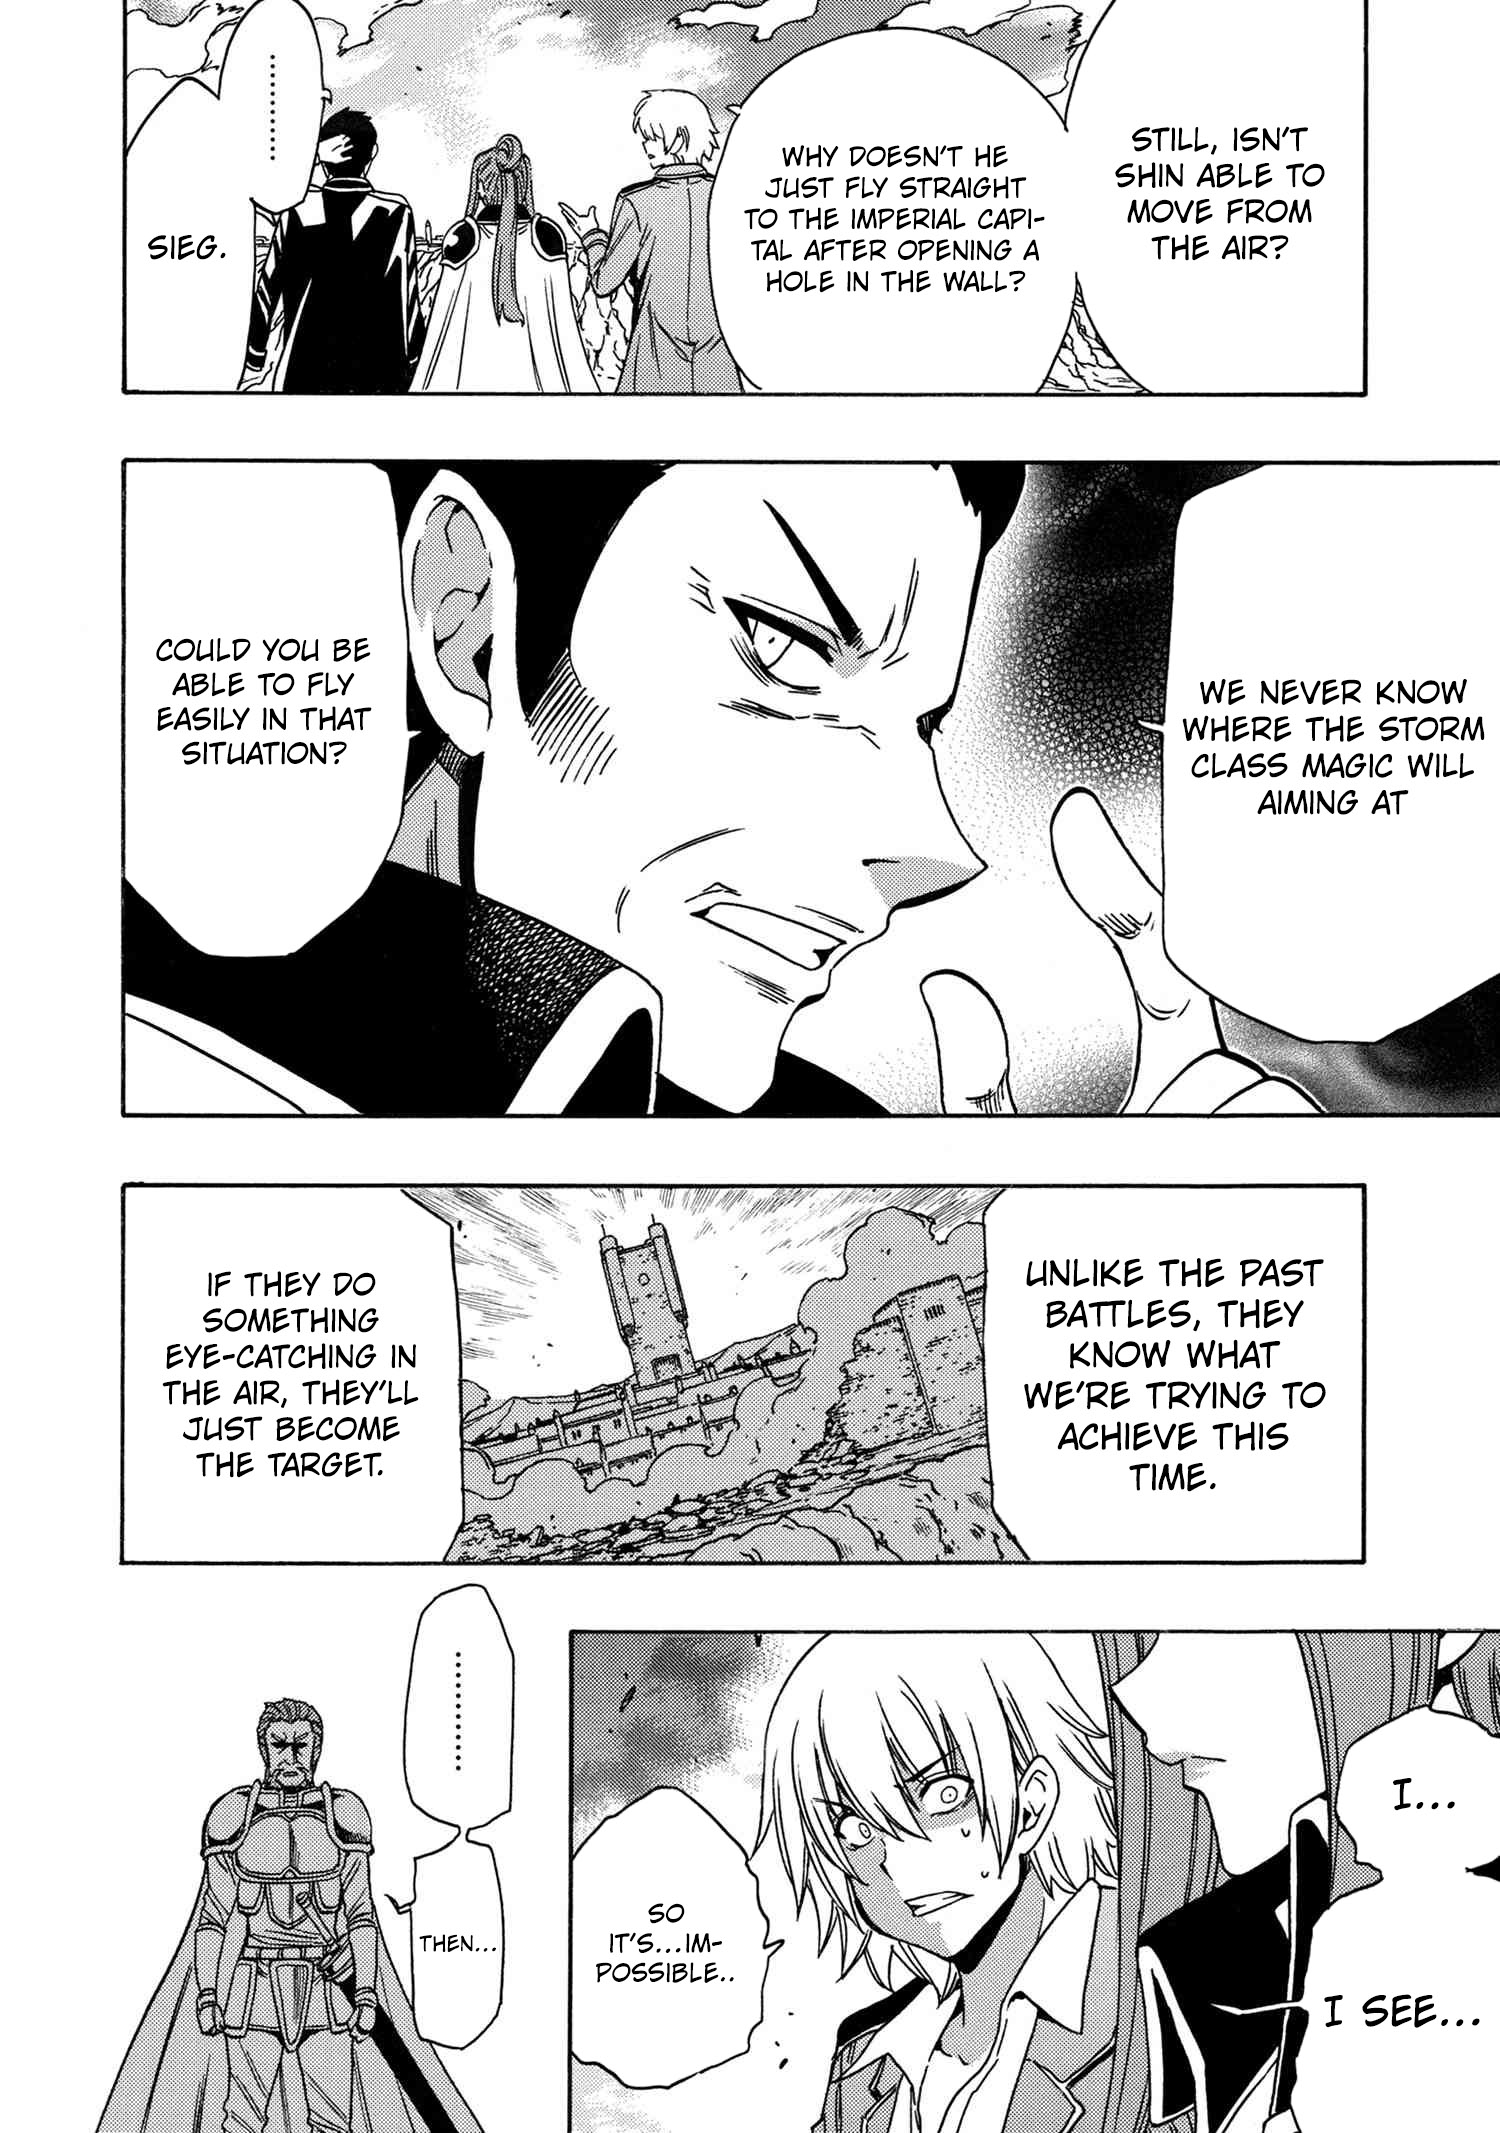 STILL, ISN'T
SHIN ABLE TO
MOVE FROM
THE AIR?
WHY DOESN'T HE
JUST FLY STRAIGHT
TO THE IMPERIAL CAPI-
TAL AFTER OPENING A
HOLE IN THE WALL?
.........
SIEG.
WE NEVER KNOW
WHERE THE STORM
CLASS MAGIC WILL
AIMING AT
COULD YOU BE
ABLE TO FLY
EASILY IN THAT
SITUATION?
UNLIKE THE PAST
BATTLES, THEY
KNOW WHAT
WE'RE TRYING TO
ACHIEVE THIS
TIME.
IF THEY DO
SOMETHING
EYE-CATCHING IN
THE AIR, THEY'LL
JUST BECOME
THE TARGET.
I...
I SEE...
SO
IT'S...IM-
POSSIBLE..
.........
THEN...